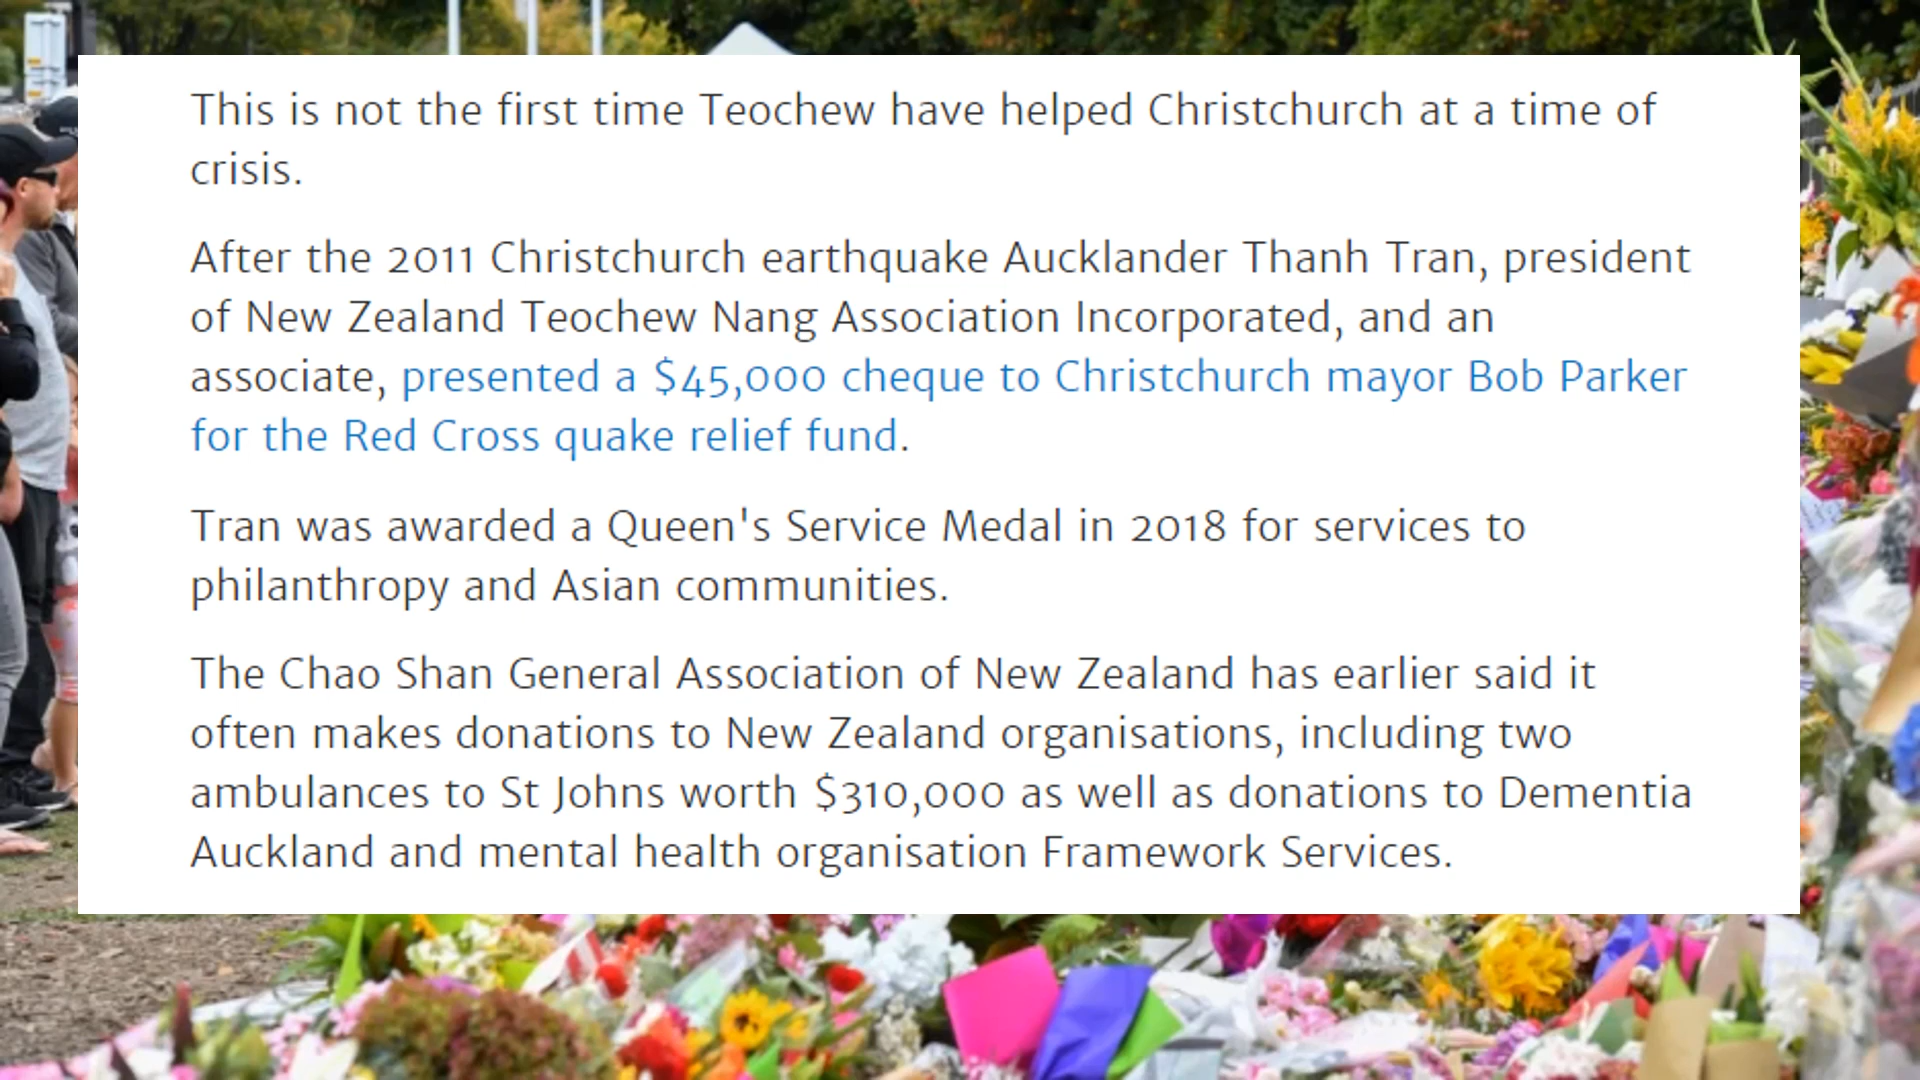 This is not the first time Teochew have helped Christchurch at a time of
crisis.
After the 2011 Christchurch earthquake Aucklander Thanh Tran, president
of New Zealand Teochew Nang Association Incorporated, and an
associate, presented a $45,000 cheque to Christchurch mayor Bob Parker
for the Red Cross quake relief fund.
Tran was awarded a Queen's Service Medal in 2018 for services to
philanthropy and Asian communities.
The Chao Shan General Association of New Zealand has earlier said it
often makes donations to New Zealand organisations, including two
ambulances to St Johns worth $310,000 as well as donations to Dementia
Auckland and mental health organisation Framework Services.